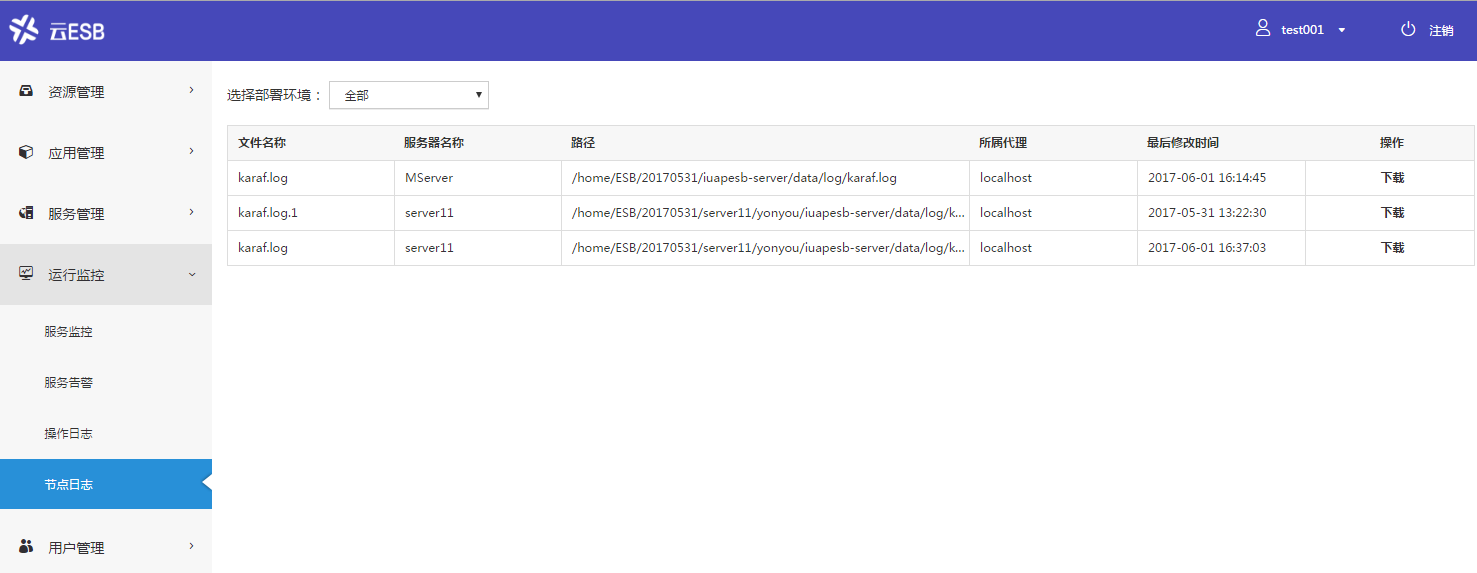 云ESB
test001
注销
资源管理
应用管理
服务管理
运行监控
服务监控
服务告警
操作日志
节点日志
用户管理
选择部署环境： 全部
文件名称 服务器名称 路径 所属代理 最后修改时间 操作
karaf.log MServer /home/ESB/20170531/iuapesb-server/data/log/karaf.log localhost 2017-06-01 16:14:45 下载
karaf.log.1 server11 /home/ESB/20170531/server11/yonyou/iuapesb-server/data/log/k... localhost 2017-05-31 13:22:30 下载
karaf.log server11 /home/ESB/20170531/server11/yonyou/iuapesb-server/data/log/k... localhost 2017-06-01 16:37:03 下载